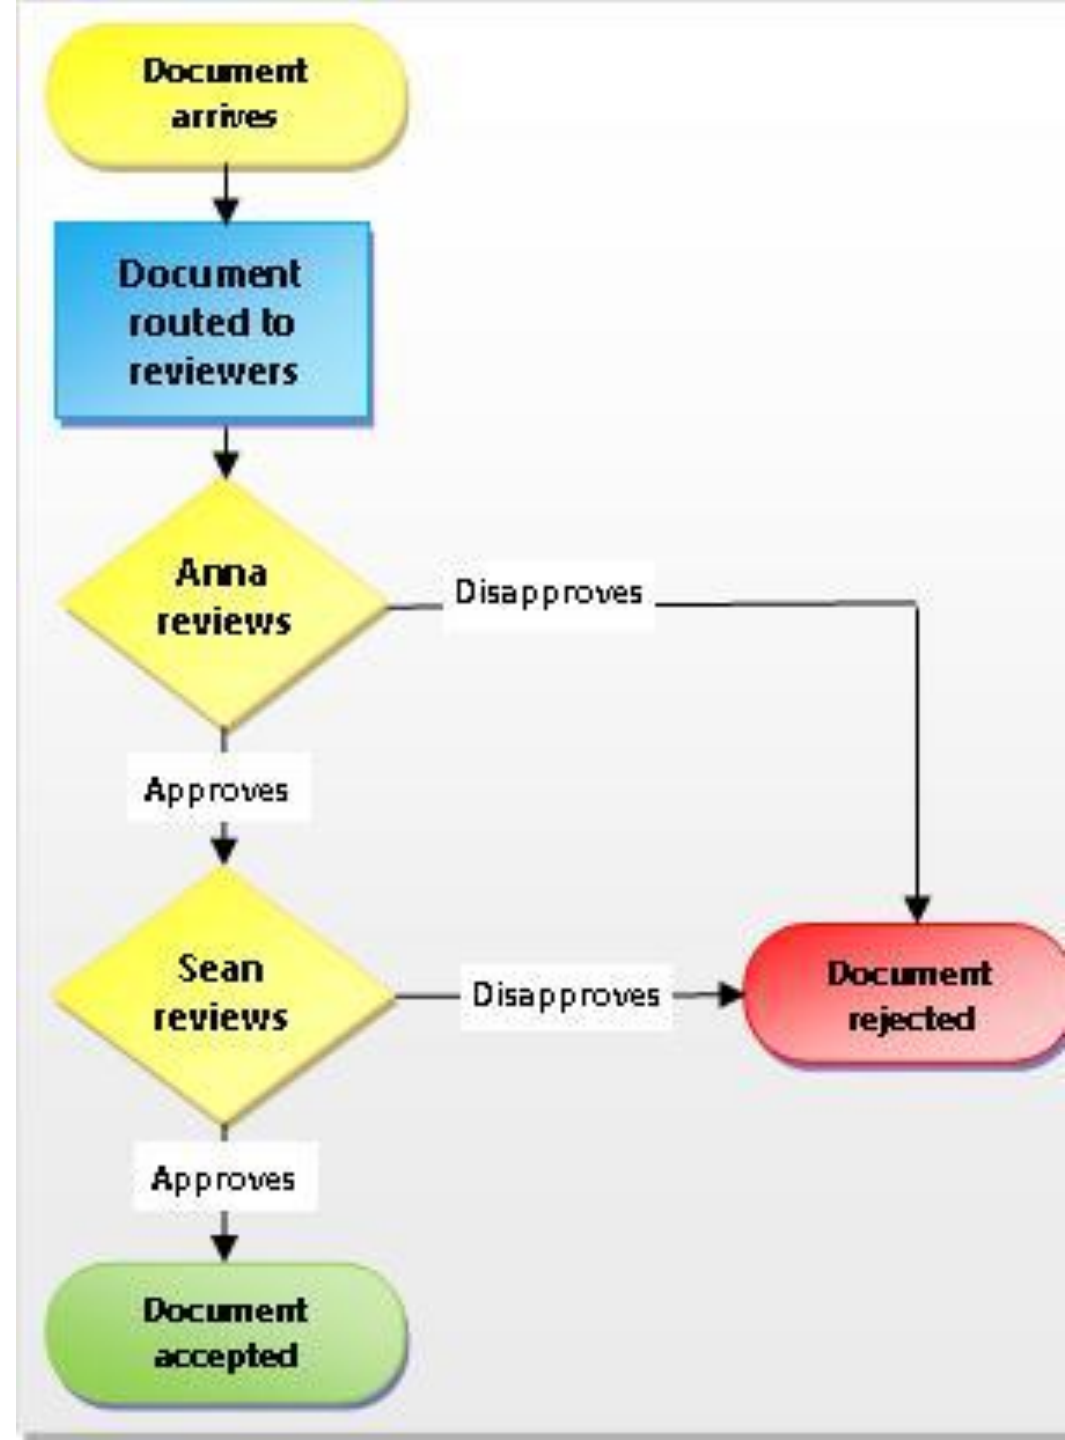 Document
arrives
Document
routed to
reviewers
Anna
reviews
Disapproves
Approves
Sean
reviews
Disapproves
Document
rejected
Approves
Document
accepted